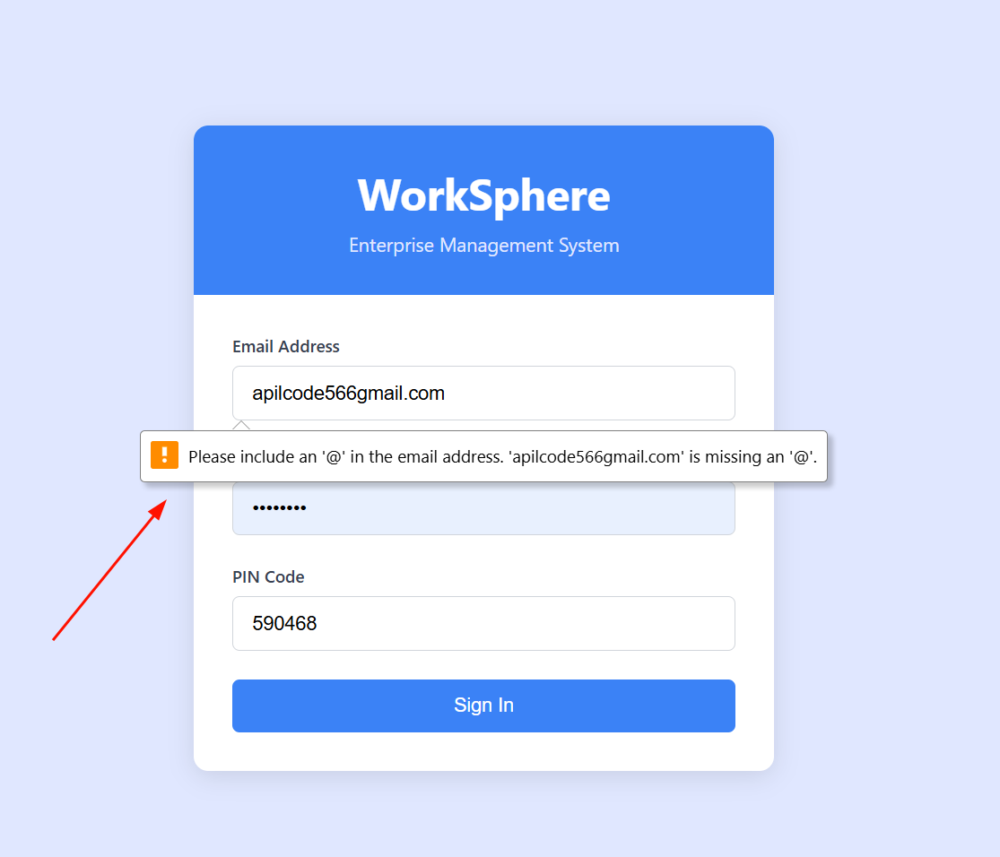 WorkSphere
Enterprise Management System
Email Address
apilcode566gmail.com
Please include an '@' in the email address. 'apilcode566gmail.com' is missing an '@'.
••••••••
PIN Code
590468
Sign In